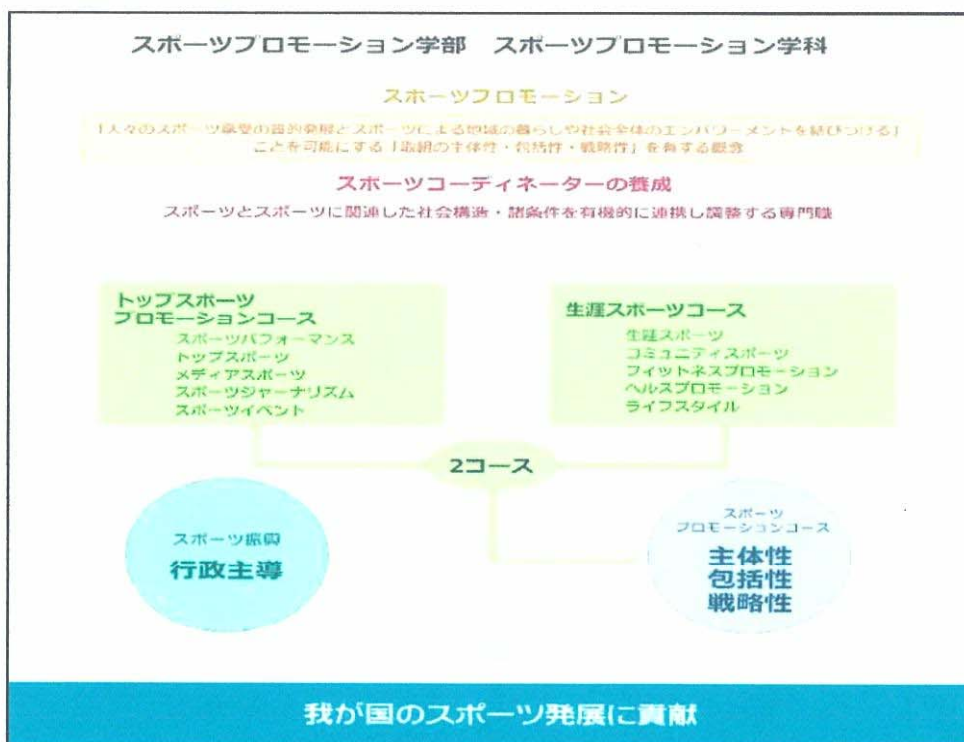 スポーツプロモーション学部 スポーツプロモーション学科
スポーツプロモーション
「人々のスポーツ享受の質的発展とスポーツによる地域の暮らしや社会全体のエンパワーメントを結びつける」
ことを可能にする「取組の主体性・包括性・戦略性」を有する概念
スポーツコーディネーターの養成
スポーツとスポーツに関連した社会構造・諸条件を有機的に連携し調整する専門職
トップスポーツ
プロモーションコース
スポーツパフォーマンス
トップスポーツ
メディアスポーツ
スポーツジャーナリズム
スポーツイベント
生涯スポーツコース
生涯スポーツ
コミュニティスポーツ
フィットネスプロモーション
ヘルスプロモーション
ライフスタイル
2コース
スポーツ振興
行政主導
スポーツ
プロモーションコース
主体性
包括性
戦略性
我が国のスポーツ発展に貢献